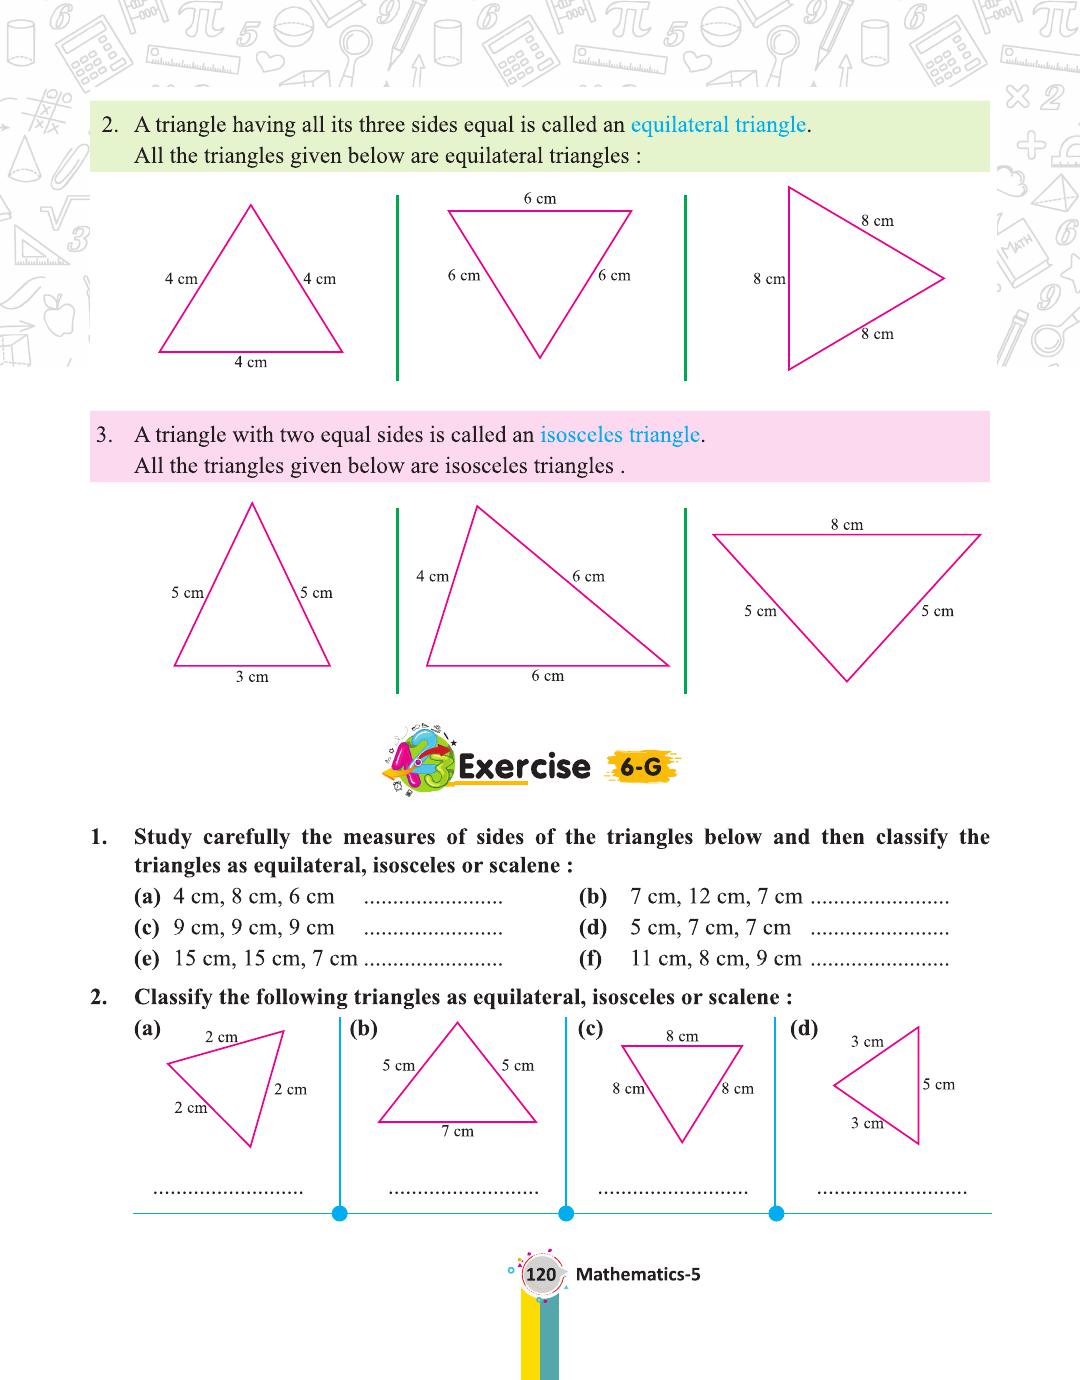 2. A triangle having all its three sides equal is called an equilateral triangle.
All the triangles given below are equilateral triangles :
4 cm
4 cm
4 cm
6 cm
6 cm
6 cm
8 cm
8 cm
8 cm
3. A triangle with two equal sides is called an isosceles triangle.
All the triangles given below are isosceles triangles .
5 cm
5 cm
3 cm
4 cm
6 cm
6 cm
8 cm
5 cm
5 cm
Exercise 6-G
1. Study carefully the measures of sides of the triangles below and then classify the
triangles as equilateral, isosceles or scalene :
(a) 4 cm, 8 cm, 6 cm ........................ (b) 7 cm, 12 cm, 7 cm ........................
(c) 9 cm, 9 cm, 9 cm ........................ (d) 5 cm, 7 cm, 7 cm ........................
(e) 15 cm, 15 cm, 7 cm ........................ (f) 11 cm, 8 cm, 9 cm ........................
2. Classify the following triangles as equilateral, isosceles or scalene :
(a)
2 cm
2 cm
2 cm
..........................
(b)
5 cm
5 cm
7 cm
..........................
(c)
8 cm
8 cm
8 cm
..........................
(d)
3 cm
5 cm
3 cm
..........................
120 Mathematics-5